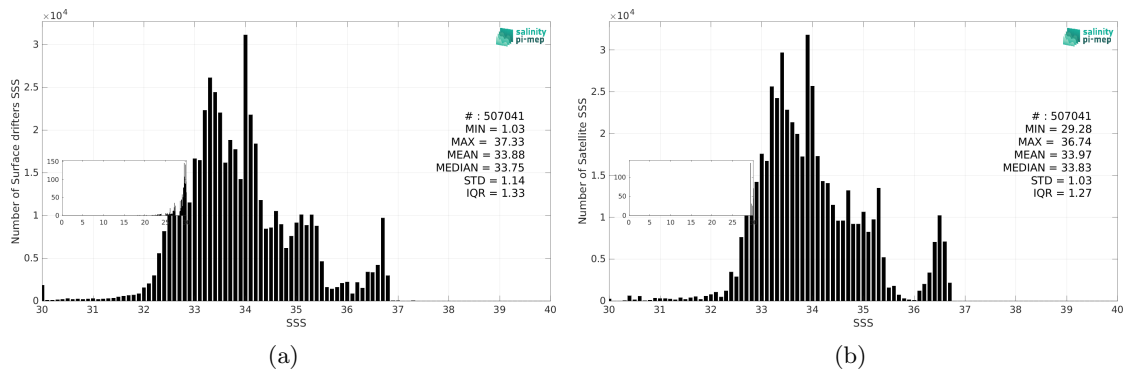 ×10⁴
3
2.5
2
1.5
1
0.5
0
Number of Surface drifters SSS
30 31 32 33 34 35 36 37 38 39 40
SSS
150
100
50
0
0 5 10 15 20 25
salinity
pi-mep
# : 507041
MIN = 1.03
MAX = 37.33
MEAN = 33.88
MEDIAN = 33.75
STD = 1.14
IQR = 1.33
(a)
×10⁴
3
2.5
2
1.5
1
0.5
0
Number of Satellite SSS
30 31 32 33 34 35 36 37 38 39 40
SSS
100
50
0
0 5 10 15 20 25
salinity
pi-mep
# : 507041
MIN = 29.28
MAX = 36.74
MEAN = 33.97
MEDIAN = 33.83
STD = 1.03
IQR = 1.27
(b)